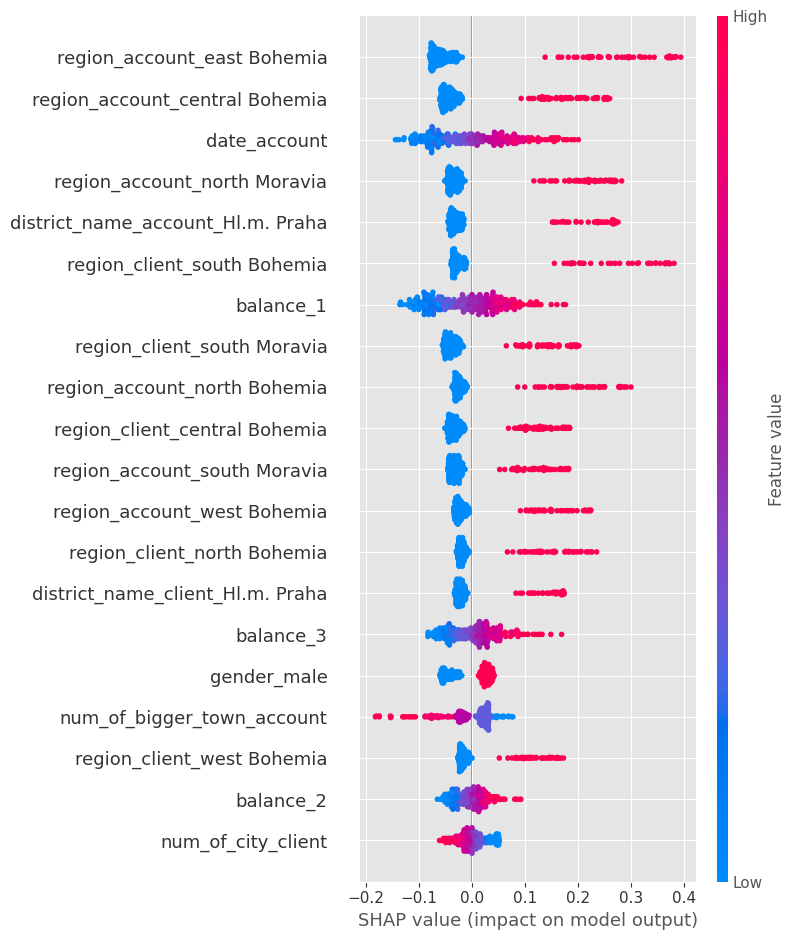 High
region_account_east Bohemia
region_account_central Bohemia
date_account
region_account_north Moravia
district_name_account_Hl.m. Praha
region_client_south Bohemia
balance_1
region_client_south Moravia
region_account_north Bohemia
region_client_central Bohemia
region_account_south Moravia
region_account_west Bohemia
region_client_north Bohemia
district_name_client_Hl.m. Praha
balance_3
gender_male
num_of_bigger_town_account
region_client_west Bohemia
balance_2
num_of_city_client
Feature value
Low
−0.2 −0.1 0.0 0.1 0.2 0.3 0.4
SHAP value (impact on model output)